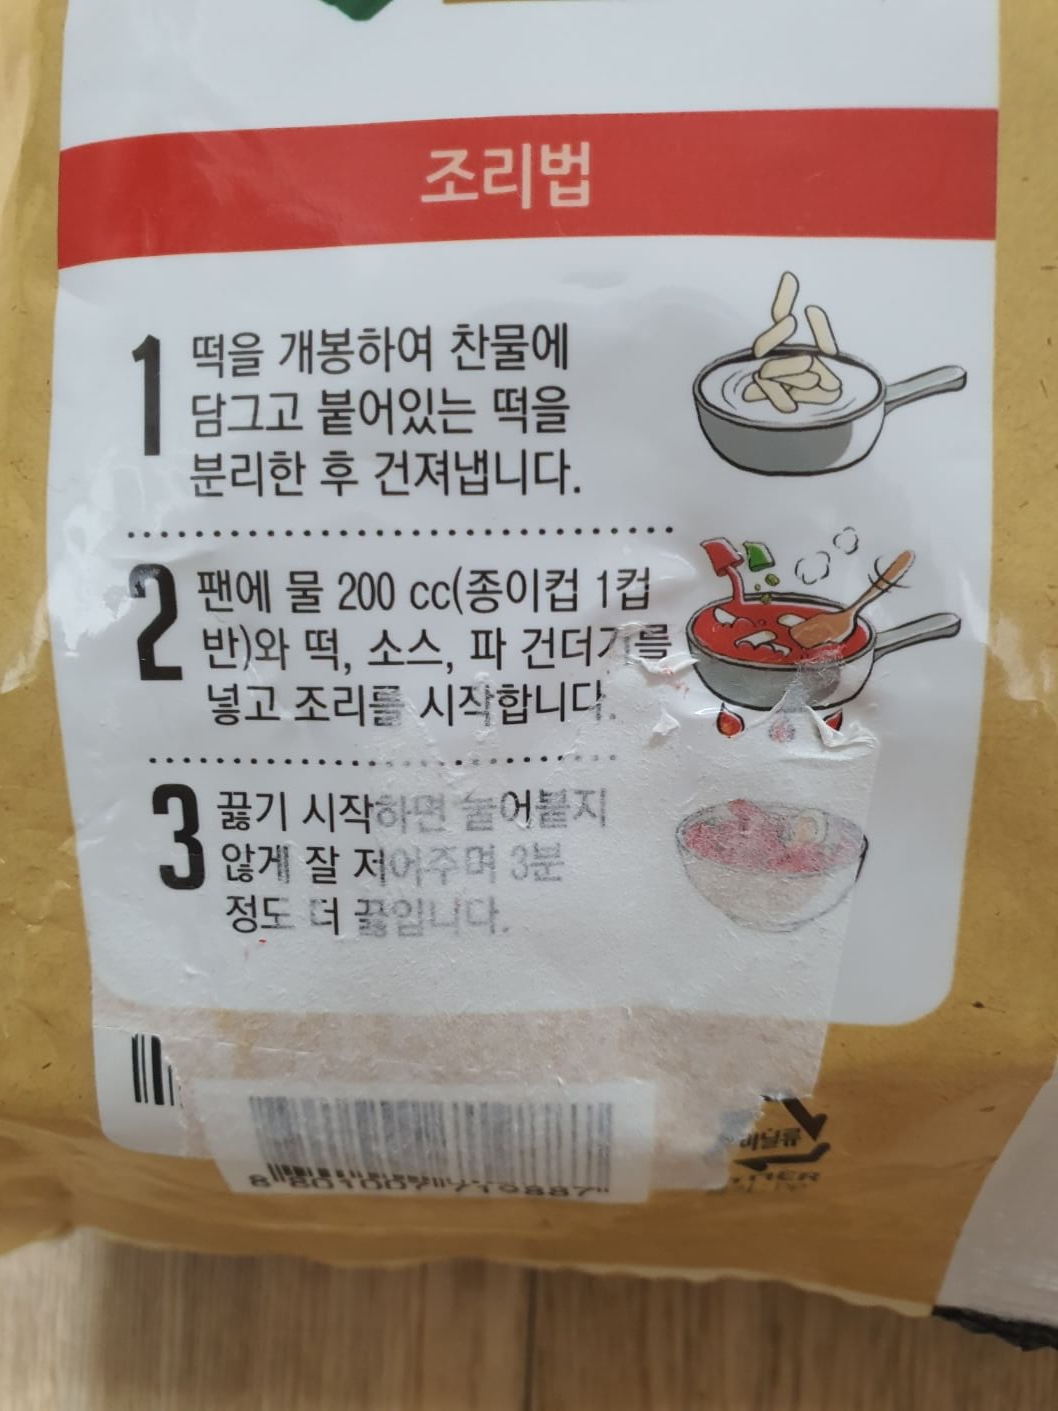 조리법
1 떡을 개봉하여 찬물에
담그고 붙어있는 떡을
분리한 후 건져냅니다.
2 팬에 물 200 cc(종이컵 1컵
반)와 떡, 소스, 파 건더기를
넣고 조리를 시작합니다.
3 끓기 시작하면 눌어붙지
않게 잘 저어주며 3분
정도 더 끓입니다.
비닐류
OTHER